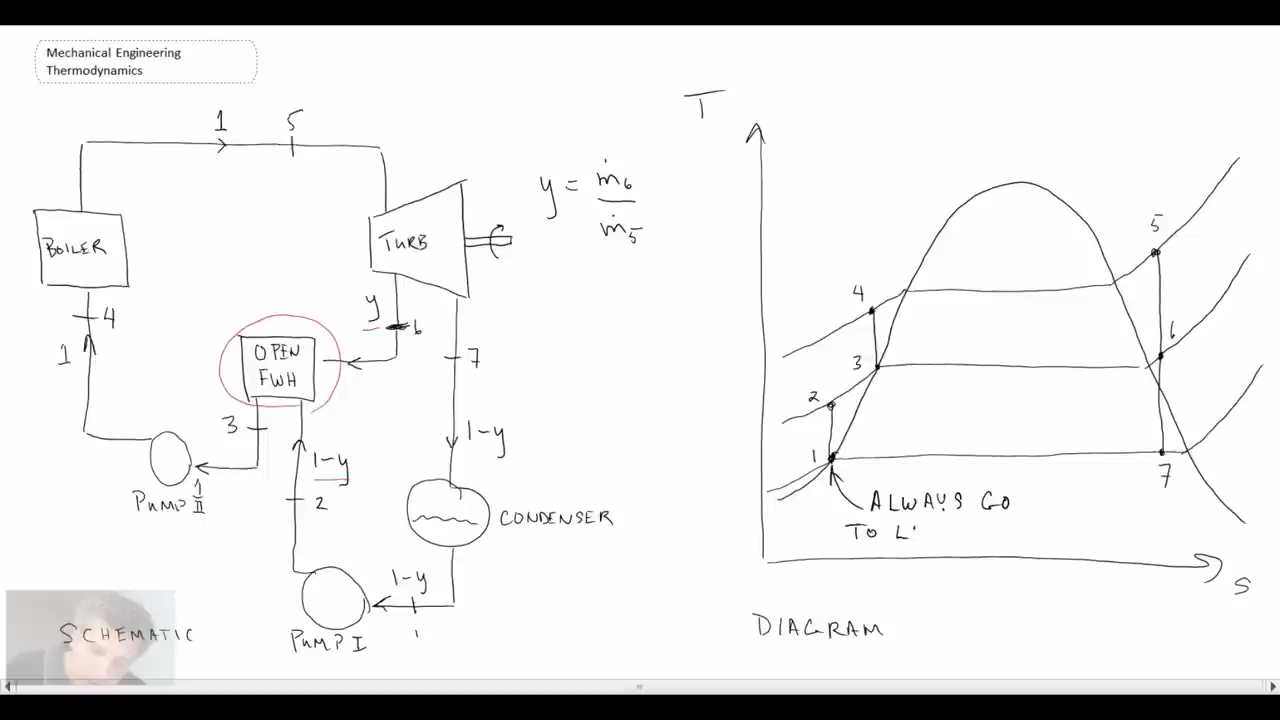 Mechanical Engineering
Thermodynamics
1
5
BOILER
TURB
y = ṁ6
ṁ5
4
1
y
6
OPEN
FWH
7
3
1-y
1-y
2
PUMP II
CONDENSER
1-y
1
PUMP I
SCHEMATIC
T
5
4
6
3
2
1
7
ALWAYS GO
TO L'
S
DIAGRAM